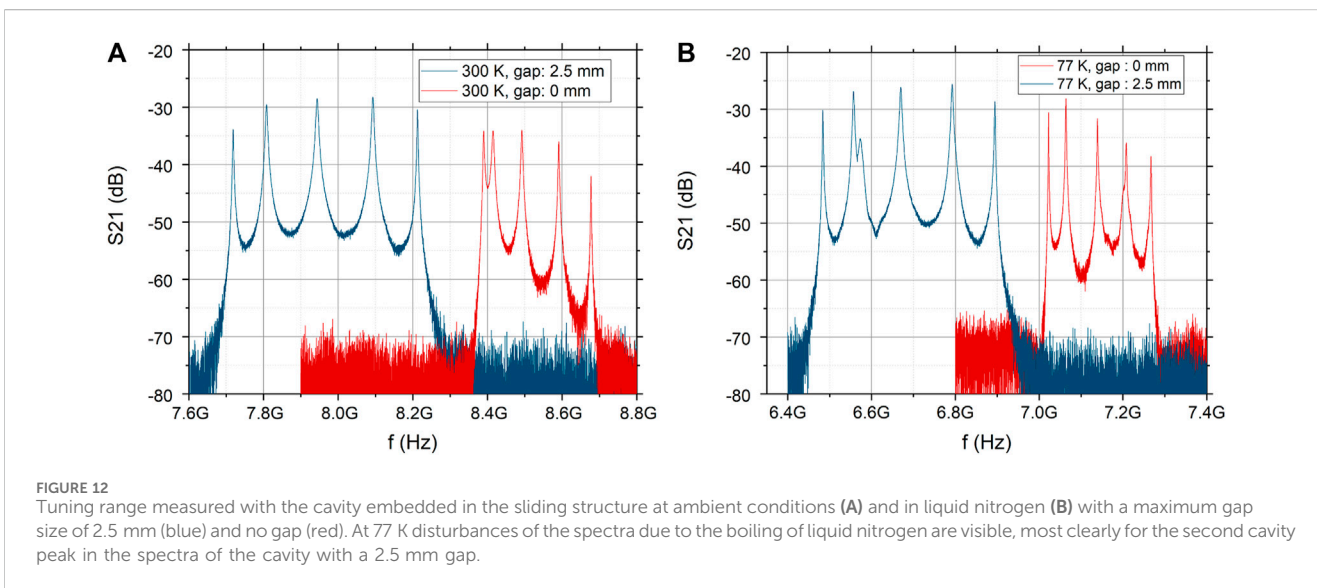 A
-20
-30
-40
-50
-60
-70
-80
S21 (dB)
300 K, gap: 2.5 mm
300 K, gap: 0 mm
7.6G 7.8G 8.0G 8.2G 8.4G 8.6G 8.8G
f (Hz)
B
-20
-30
-40
-50
-60
-70
-80
S21 (dB)
77 K, gap : 0 mm
77 K, gap : 2.5 mm
6.4G 6.6G 6.8G 7.0G 7.2G 7.4G
f (Hz)
FIGURE 12
Tuning range measured with the cavity embedded in the sliding structure at ambient conditions (A) and in liquid nitrogen (B) with a maximum gap
size of 2.5 mm (blue) and no gap (red). At 77 K disturbances of the spectra due to the boiling of liquid nitrogen are visible, most clearly for the second cavity
peak in the spectra of the cavity with a 2.5 mm gap.